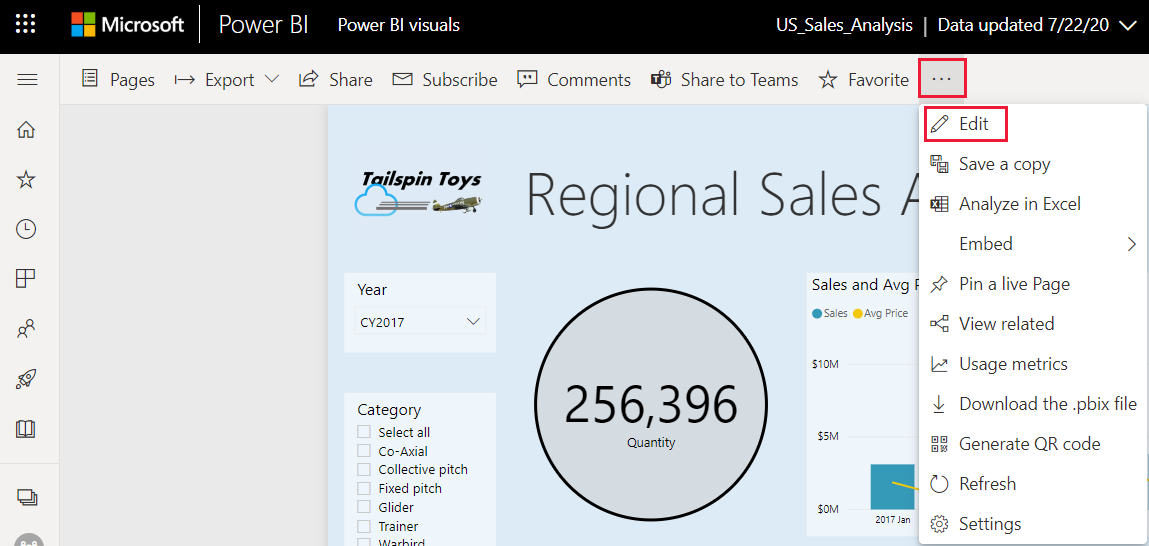 Microsoft Power BI Power BI visuals US_Sales_Analysis | Data updated 7/22/20
Pages Export Share Subscribe Comments Share to Teams Favorite ...
Edit
Save a copy
Analyze in Excel
Embed
Pin a live Page
View related
Usage metrics
Download the .pbix file
Generate QR code
Refresh
Settings
Tailspin Toys
Regional Sales A
Year
CY2017
Category
Select all
Co-Axial
Collective pitch
Fixed pitch
Glider
Trainer
Warbird
256,396
Quantity
Sales and Avg P
Sales Avg Price
$10M
$5M
$0M
2017 Jan